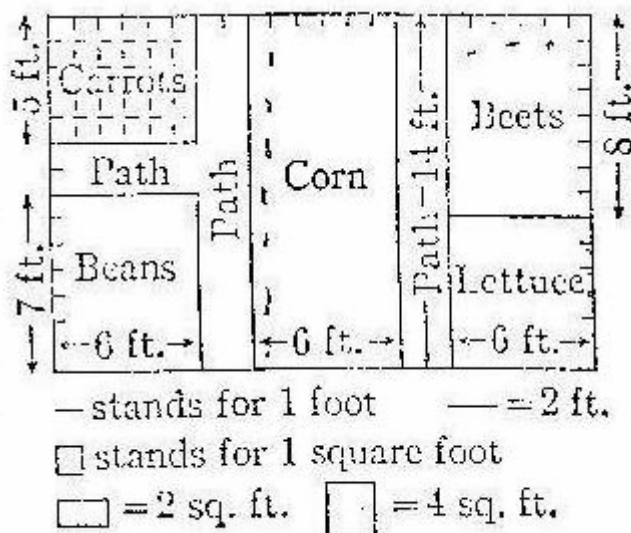 Carrots
5 ft.
Path
Beans
7 ft.
6 ft.
Path
Corn
6 ft.
Path 14 ft.
Beets
8 ft.
Lettuce
6 ft.
— stands for 1 foot — = 2 ft.
stands for 1 square foot
= 2 sq. ft. = 4 sq. ft.